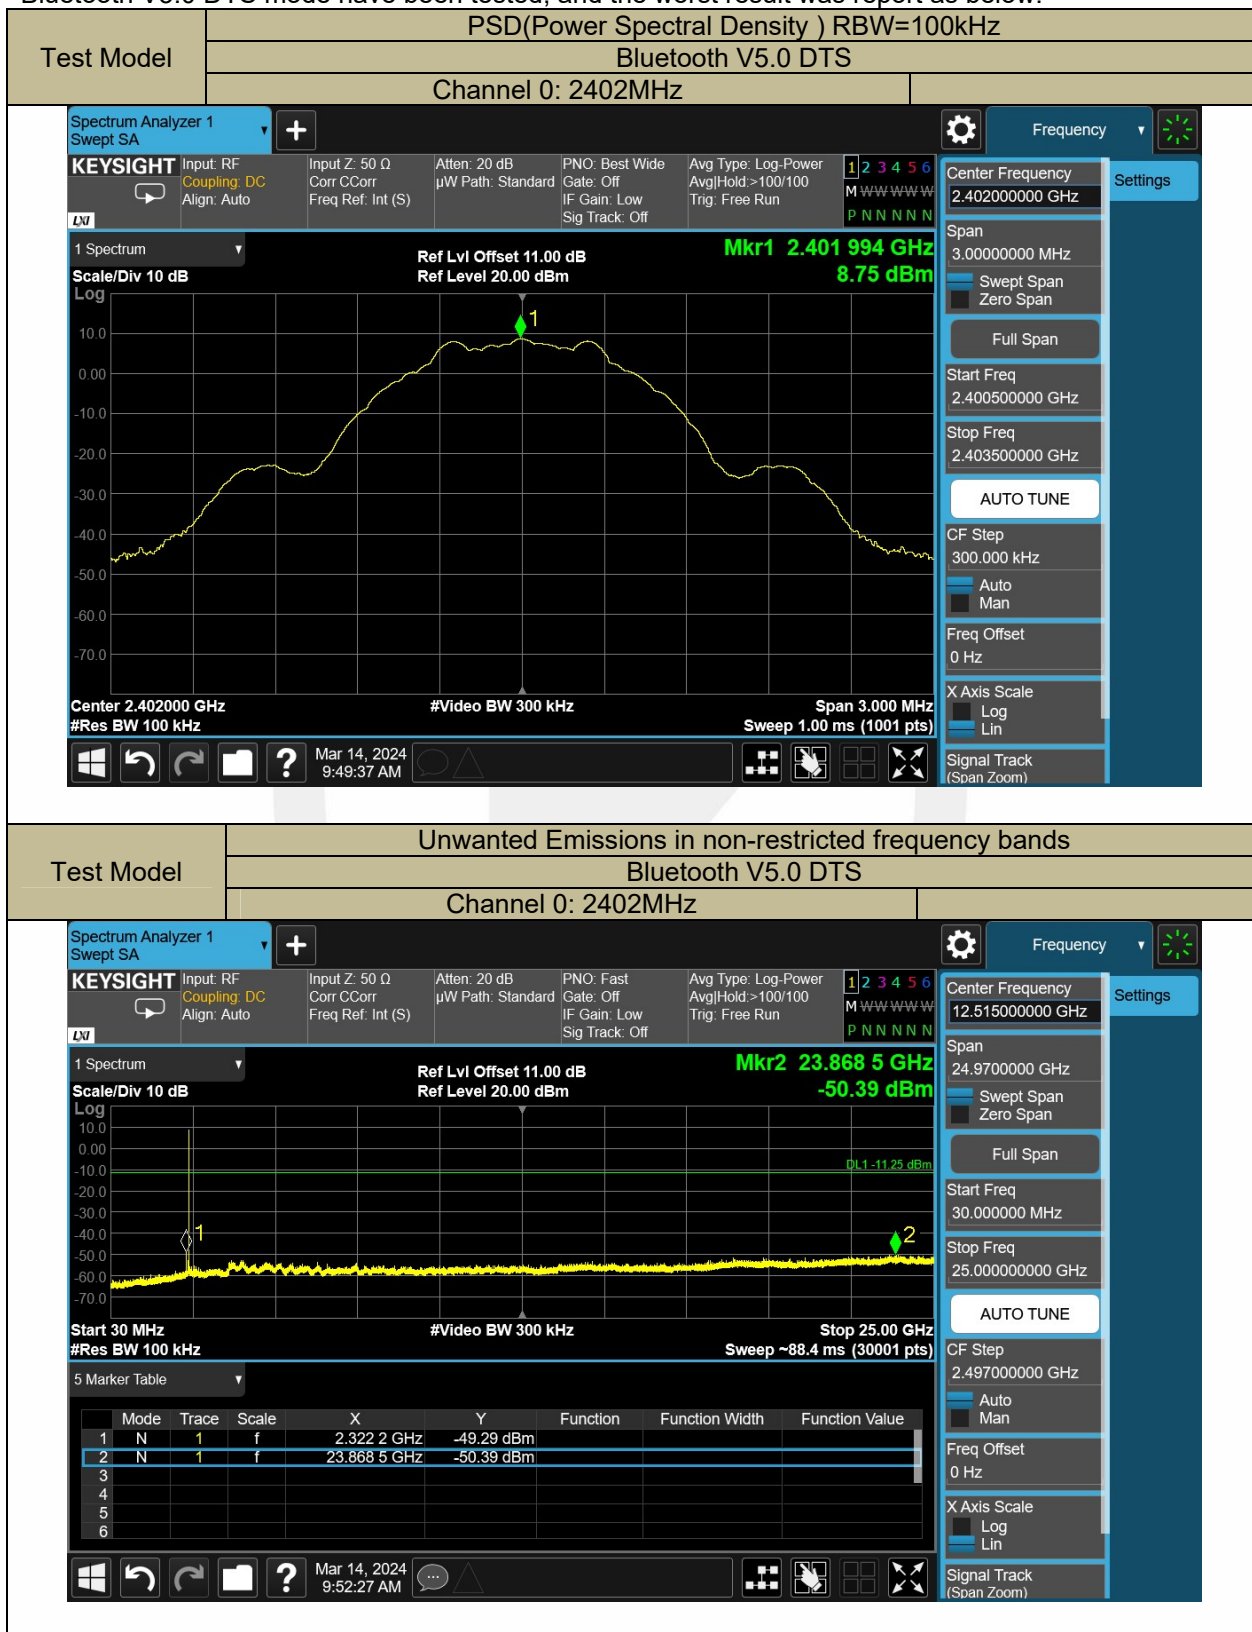 Bluetooth V5.0 DTS mode have been tested, and the worst result was report as below:
Test Model
PSD(Power Spectral Density ) RBW=100kHz
Bluetooth V5.0 DTS
Channel 0: 2402MHz
Spectrum Analyzer 1
Swept SA
Frequency
KEYSIGHT
Input: RF
Coupling: DC
Align: Auto
Input Z: 50 Ω
Corr CCorr
Freq Ref: Int (S)
Atten: 20 dB
µW Path: Standard
PNO: Best Wide
Gate: Off
IF Gain: Low
Sig Track: Off
Avg Type: Log-Power
Avg|Hold:>100/100
Trig: Free Run
1 2 3 4 5 6
M W W W W W
P N N N N N
LXI
1 Spectrum
Scale/Div 10 dB
Log
Ref Lvl Offset 11.00 dB
Ref Level 20.00 dBm
Mkr1 2.401 994 GHz
8.75 dBm
1
10.0
0.00
-10.0
-20.0
-30.0
-40.0
-50.0
-60.0
-70.0
Center 2.402000 GHz
#Res BW 100 kHz
#Video BW 300 kHz
Span 3.000 MHz
Sweep 1.00 ms (1001 pts)
Mar 14, 2024
9:49:37 AM
Center Frequency
2.402000000 GHz
Settings
Span
3.00000000 MHz
Swept Span
Zero Span
Full Span
Start Freq
2.400500000 GHz
Stop Freq
2.403500000 GHz
AUTO TUNE
CF Step
300.000 kHz
Auto
Man
Freq Offset
0 Hz
X Axis Scale
Log
Lin
Signal Track
(Span Zoom)
Test Model
Unwanted Emissions in non-restricted frequency bands
Bluetooth V5.0 DTS
Channel 0: 2402MHz
Spectrum Analyzer 1
Swept SA
Frequency
KEYSIGHT
Input: RF
Coupling: DC
Align: Auto
Input Z: 50 Ω
Corr CCorr
Freq Ref: Int (S)
Atten: 20 dB
µW Path: Standard
PNO: Fast
Gate: Off
IF Gain: Low
Sig Track: Off
Avg Type: Log-Power
Avg|Hold:>100/100
Trig: Free Run
1 2 3 4 5 6
M W W W W W
P N N N N N
LXI
1 Spectrum
Scale/Div 10 dB
Log
Ref Lvl Offset 11.00 dB
Ref Level 20.00 dBm
Mkr2 23.868 5 GHz
-50.39 dBm
10.0
0.00
-10.0
-20.0
-30.0
-40.0
-50.0
-60.0
-70.0
DL1 -11.25 dBm
1
2
Start 30 MHz
#Res BW 100 kHz
#Video BW 300 kHz
Stop 25.00 GHz
Sweep ~88.4 ms (30001 pts)
5 Marker Table
Mode Trace Scale X Y Function Function Width Function Value
1 N 1 f 2.322 2 GHz -49.29 dBm
2 N 1 f 23.868 5 GHz -50.39 dBm
3
4
5
6
Mar 14, 2024
9:52:27 AM
Center Frequency
12.515000000 GHz
Settings
Span
24.9700000 GHz
Swept Span
Zero Span
Full Span
Start Freq
30.000000 MHz
Stop Freq
25.000000000 GHz
AUTO TUNE
CF Step
2.497000000 GHz
Auto
Man
Freq Offset
0 Hz
X Axis Scale
Log
Lin
Signal Track
(Span Zoom)